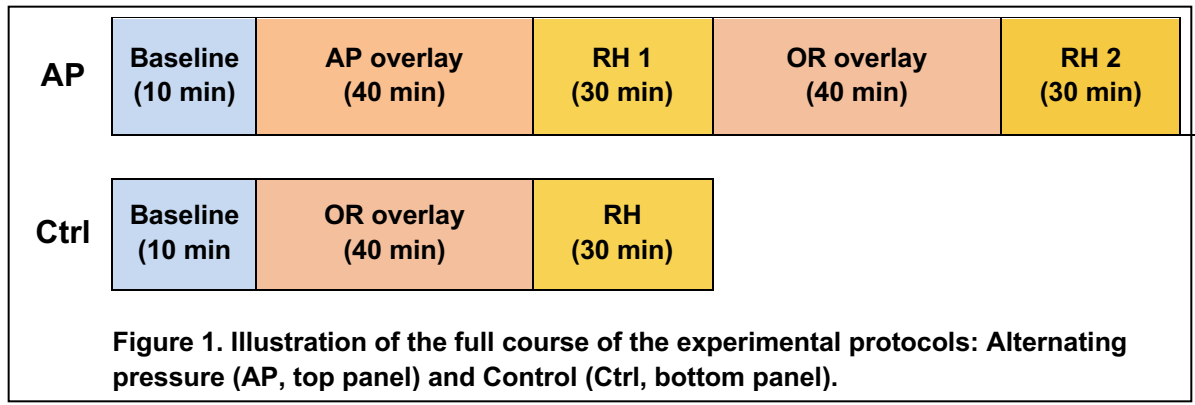 AP
Baseline
(10 min)
AP overlay
(40 min)
RH 1
(30 min)
OR overlay
(40 min)
RH 2
(30 min)
Ctrl
Baseline
(10 min
OR overlay
(40 min)
RH
(30 min)
Figure 1. Illustration of the full course of the experimental protocols: Alternating
pressure (AP, top panel) and Control (Ctrl, bottom panel).